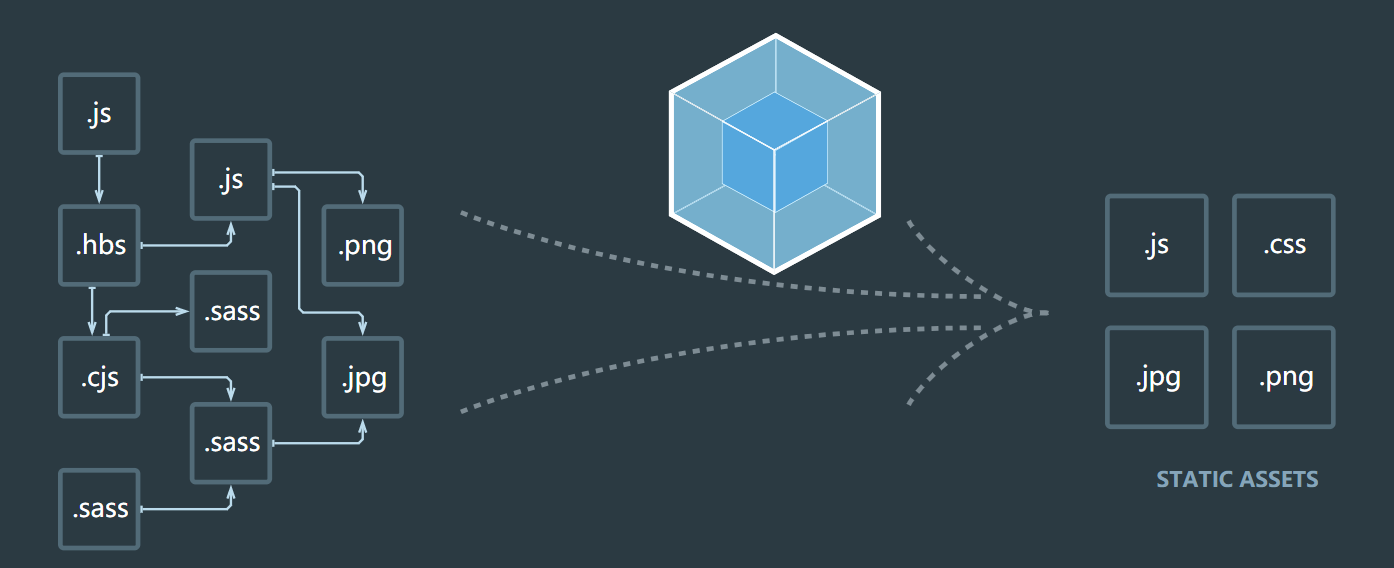 .js
.js
.hbs
.png
.sass
.cjs
.jpg
.sass
.sass
.js
.css
.jpg
.png
STATIC ASSETS